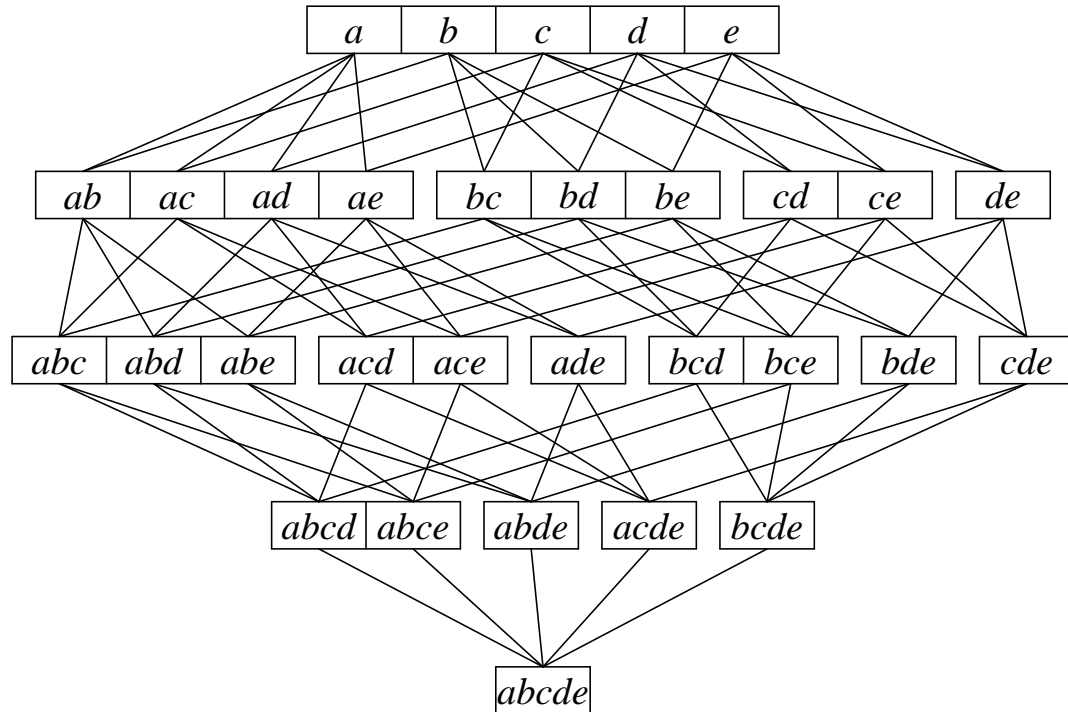 a b c d e
ab ac ad ae bc bd be cd ce de
abc abd abe acd ace ade bcd bce bde cde
abcd abce abde acde bcde
abcde